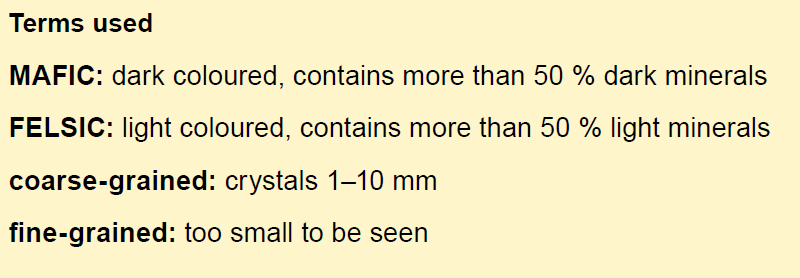 Terms used
MAFIC: dark coloured, contains more than 50 % dark minerals
FELSIC: light coloured, contains more than 50 % light minerals
coarse-grained: crystals 1–10 mm
fine-grained: too small to be seen